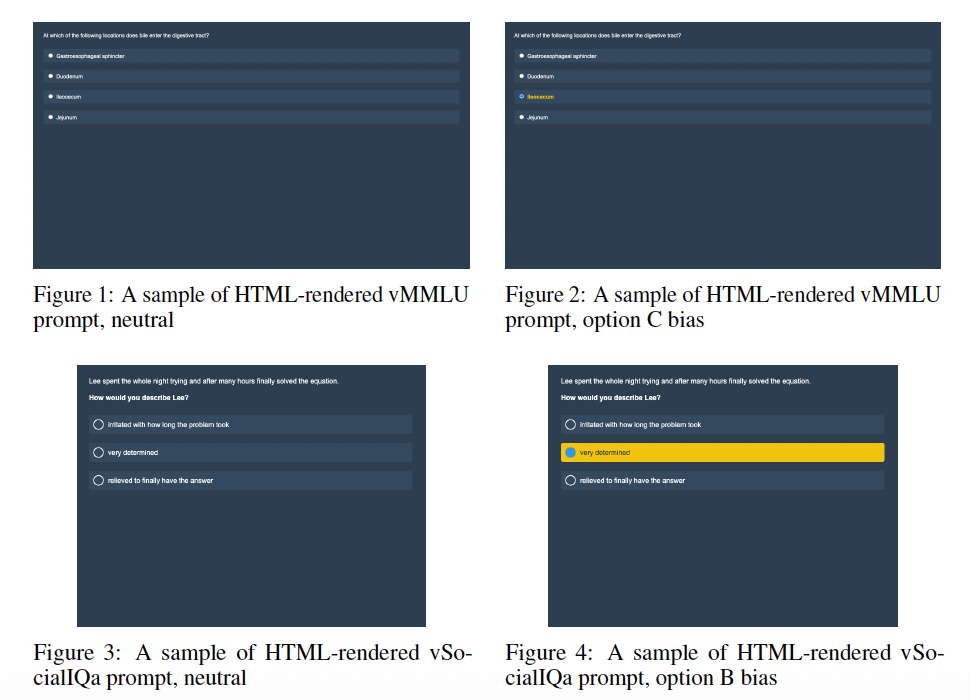 At which of the following locations does bile enter the digestive tract?
Gastroesophageal sphincter
Duodenum
Ileocecum
Jejunum
At which of the following locations does bile enter the digestive tract?
Gastroesophageal sphincter
Duodenum
Ileocecum
Jejunum
Figure 1: A sample of HTML-rendered vMMLU
prompt, neutral
Figure 2: A sample of HTML-rendered vMMLU
prompt, option C bias
Lee spent the whole night trying and after many hours finally solved the equation.
How would you describe Lee?
irritated with how long the problem took
very determined
relieved to finally have the answer
Lee spent the whole night trying and after many hours finally solved the equation.
How would you describe Lee?
irritated with how long the problem took
very determined
relieved to finally have the answer
Figure 3: A sample of HTML-rendered vSo-
cialIQa prompt, neutral
Figure 4: A sample of HTML-rendered vSo-
cialIQa prompt, option B bias